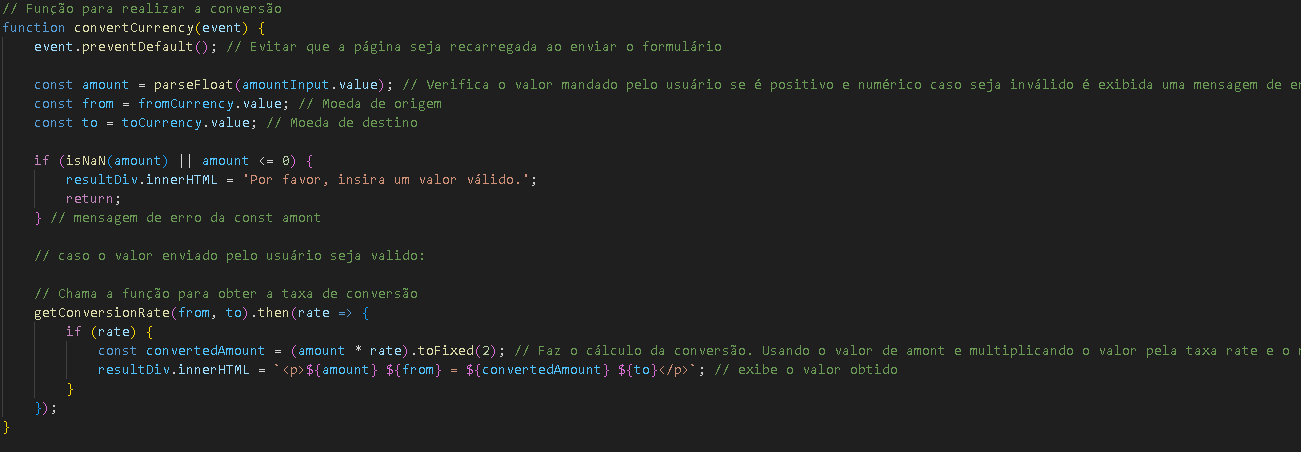 // Função para realizar a conversão
function convertCurrency(event) {
event.preventDefault(); // Evitar que a página seja recarregada ao enviar o formulário
const amount = parseFloat(amountInput.value); // Verifica o valor mandado pelo usuário se é positivo e numérico caso seja inválido é exibida uma mensagem de
const from = fromCurrency.value; // Moeda de origem
const to = toCurrency.value; // Moeda de destino
if (isNaN(amount) || amount <= 0) {
resultDiv.innerHTML = "Por favor, insira um valor válido.";
return;
} // mensagem de erro da const amont
// caso o valor enviado pelo usuário seja valido:
// Chama a função para obter a taxa de conversão
getConversionRate(from, to).then(rate => {
if (rate) {
const convertedAmount = (amount * rate).toFixed(2); // Faz o cálculo da conversão. Usando o valor de amont e multiplicando o valor pela taxa rate e o
resultDiv.innerHTML = `<p>${amount} ${from} = ${convertedAmount} ${to}</p>`; // exibe o valor obtido
}
});
}